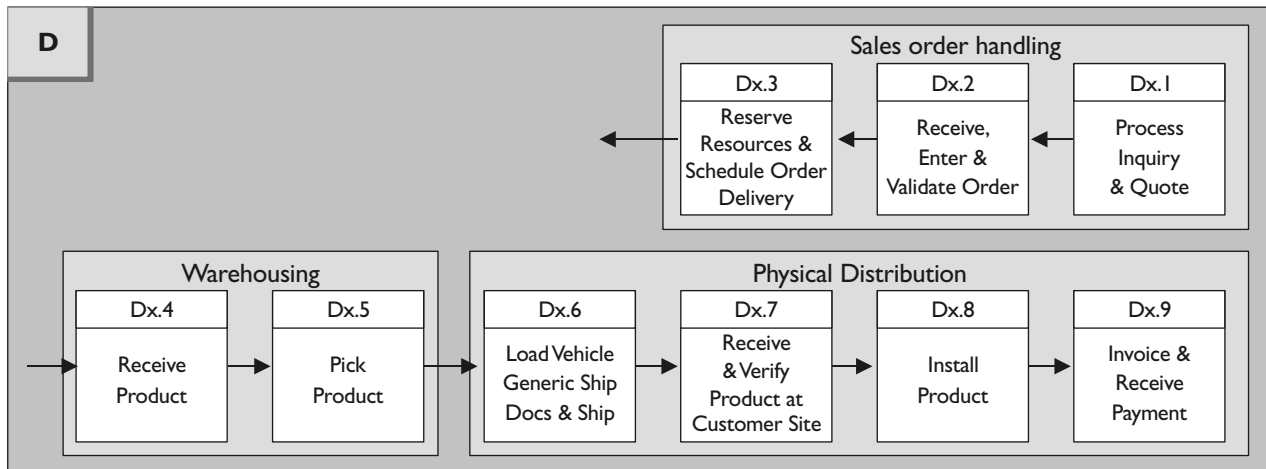 D
Sales order handling
Dx.3
Reserve
Resources &
Schedule Order
Delivery
Dx.2
Receive,
Enter &
Validate Order
Dx.1
Process
Inquiry
& Quote
Warehousing
Dx.4
Receive
Product
Dx.5
Pick
Product
Physical Distribution
Dx.6
Load Vehicle
Generic Ship
Docs & Ship
Dx.7
Receive
& Verify
Product at
Customer Site
Dx.8
Install
Product
Dx.9
Invoice &
Receive
Payment